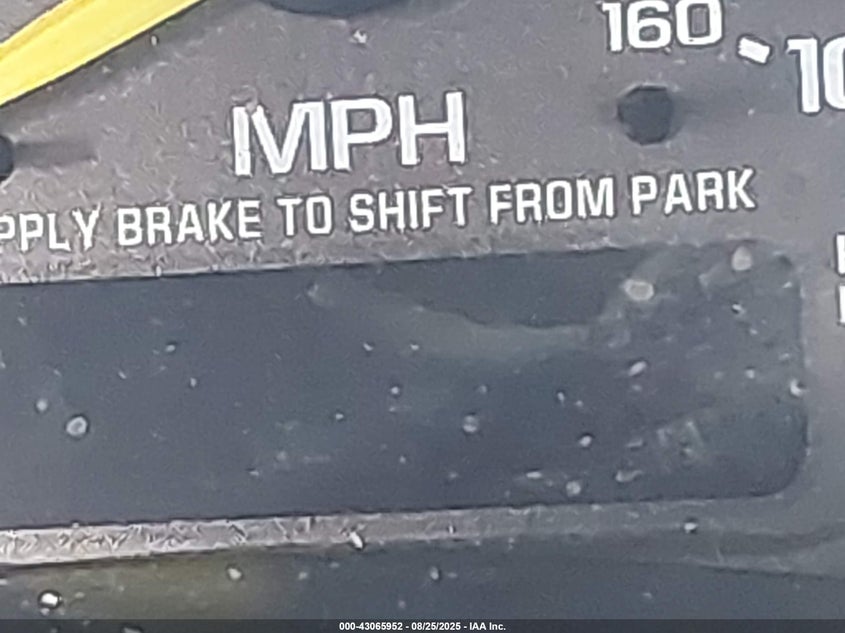 160
MPH
PPLY BRAKE TO SHIFT FROM PARK
000-43065952 - 08/25/2025 - IAA Inc.